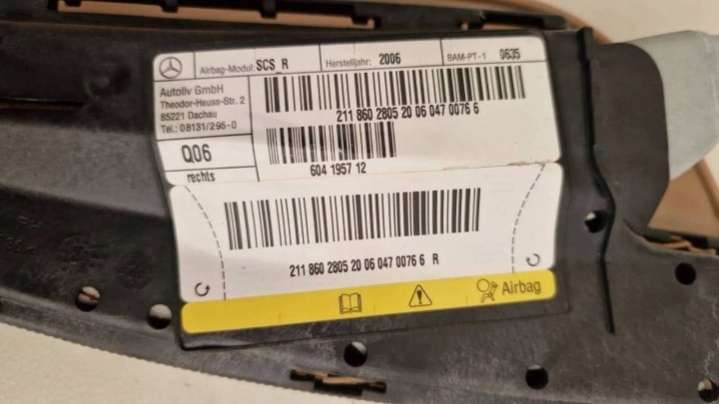 Airbag-Modul: SCS_R Herstelljahr: 2006 BAM-PT-1 0635
Autoliv GmbH
Theodor-Heuss-Str. 2
85221 Dachau
Tel.: 08131/295-0
211 860 2805 20 06 047 0076 6
Q06
rechts
604 1957 12
211 860 2805 20 06 047 0076 6 R
Airbag